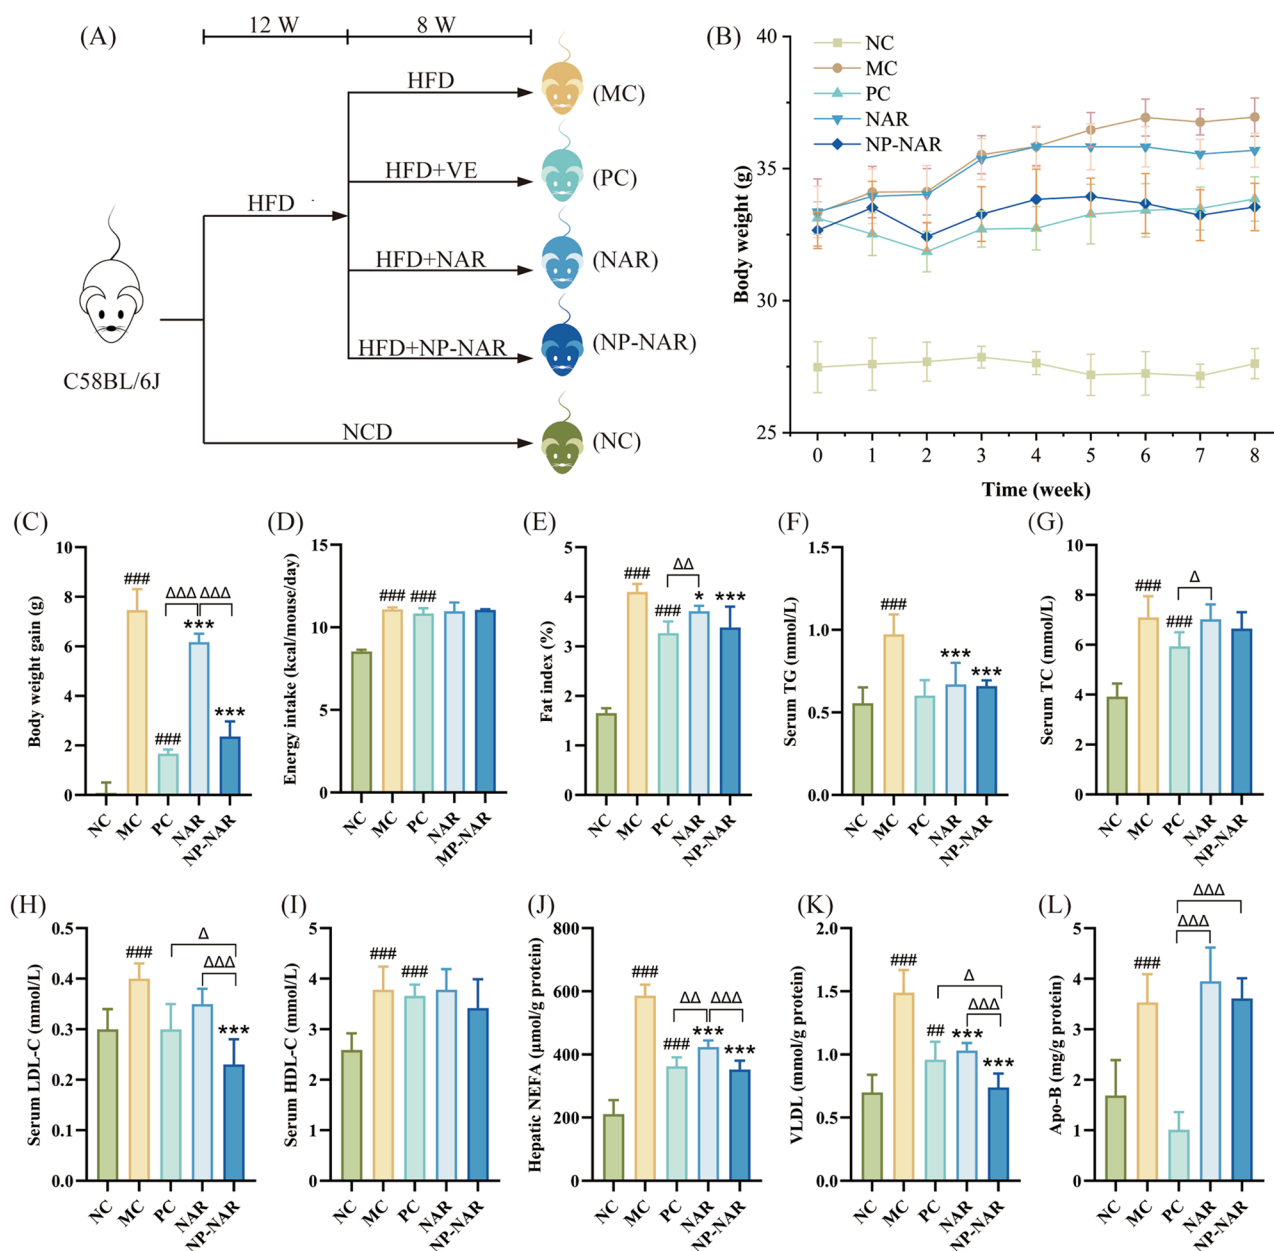 (A)
12 W
8 W
HFD
(MC)
HFD+VE
(PC)
HFD
HFD+NAR
(NAR)
HFD+NP-NAR
(NP-NAR)
C58BL/6J
NCD
(NC)
(B)
NC
MC
PC
NAR
NP-NAR
Body weight (g)
40
35
30
25
0 1 2 3 4 5 6 7 8
Time (week)
(C)
Body weight gain (g)
10
8
6
4
2
0
###
###
***
***
ΔΔΔ ΔΔΔ
NC MC PC NAR NP-NAR
(D)
Energy intake (kcal/mouse/day)
15
10
5
0
### ###
NC MC PC NAR MP-NAR
(E)
Fat index (%)
5
4
3
2
1
0
###
###
ΔΔ
* ***
NC MC PC NAR NP-NAR
(F)
Serum TG (mmol/L)
1.5
1.0
0.5
0.0
###
***
***
NC MC PC NAR NP-NAR
(G)
Serum TC (mmol/L)
10
8
6
4
2
0
###
###
Δ
NC MC PC NAR NP-NAR
(H)
Serum LDL-C (mmol/L)
0.5
0.4
0.3
0.2
0.1
0.0
###
Δ
ΔΔΔ
***
NC MC PC NAR NP-NAR
(I)
Serum HDL-C (mmol/L)
5
4
3
2
1
0
###
###
NC MC PC NAR NP-NAR
(J)
Hepatic NEFA (μmol/g protein)
800
600
400
200
0
###
###
ΔΔ ΔΔΔ
***
***
NC MC PC NAR NP-NAR
(K)
VLDL (mmol/g protein)
2.0
1.5
1.0
0.5
0.0
###
##
Δ
ΔΔΔ
***
***
NC MC PC NAR NP-NAR
(L)
Apo-B (mg/g protein)
5
4
3
2
1
0
###
ΔΔΔ
ΔΔΔ
NC MC PC NAR NP-NAR